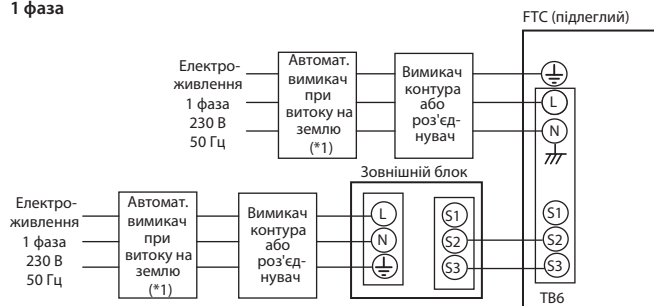 1 фаза
FTC (підлеглий)
Електро-
живлення
1 фаза
230 В
50 Гц
Автомат.
вимикач
при
витоку на
землю
(*1)
Вимикач
контура
або
роз'єд-
нувач
L
N
Зовнішній блок
Електро-
живлення
1 фаза
230 В
50 Гц
Автомат.
вимикач
при
витоку на
землю
(*1)
Вимикач
контура
або
роз'єд-
нувач
L
N
S1
S2
S3
S1
S2
S3
TB6